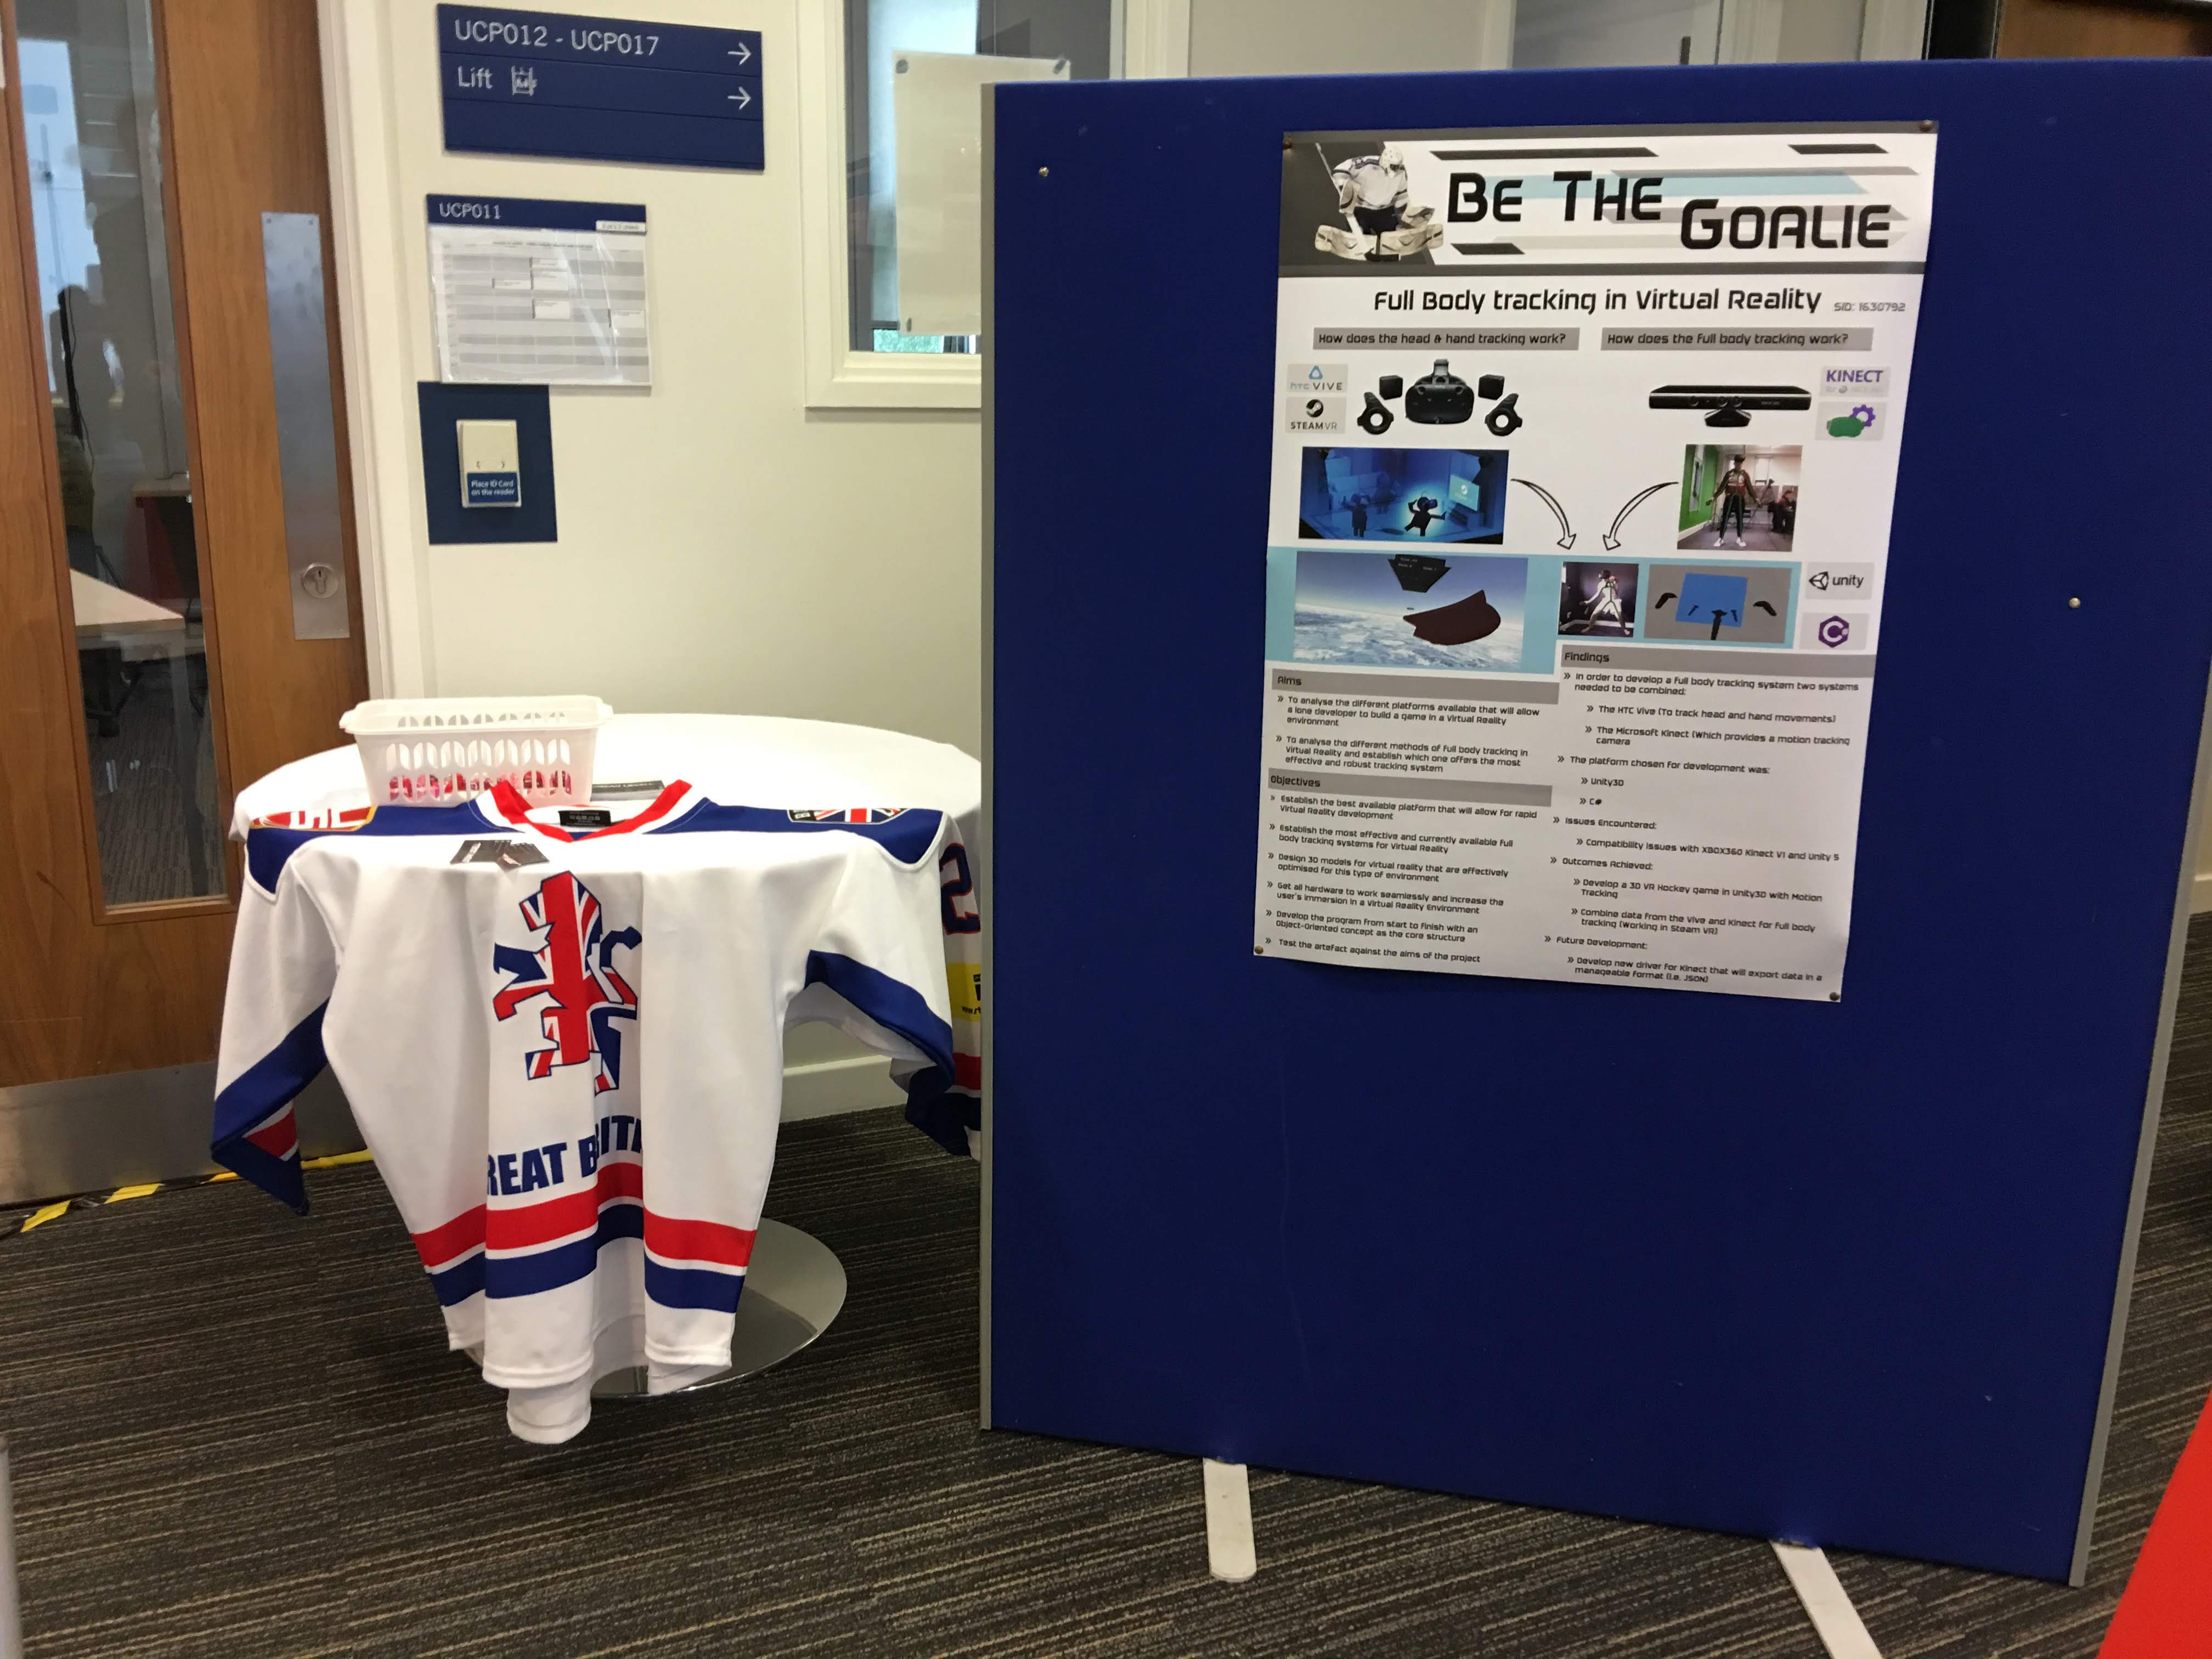 UCP012 - UCP017 →
Lift →
UCP011
Place ID Card
on the reader
REAT B
ITI
2
BE THE
GOALIE
Full Body tracking in Virtual Reality
SID: 1630792
How does the head & hand tracking work?
How does the full body tracking work?
hTC VIVE
STEAMVR
KINECT
unity
Aims
» To analyse the different platforms available that will allow
a lone developer to build a game in a Virtual Reality
environment
» To analyse the different methods of full body tracking in
Virtual Reality and establish which one offers the most
effective and robust tracking system
Objectives
» Establish the best available platform that will allow for rapid
Virtual Reality development
» Establish the most effective and currently available full
body tracking systems for Virtual Reality
» Design 3D models for virtual reality that are effectively
optimised for this type of environment
» Get all hardware to work seamlessly and increase the
user's immersion in a Virtual Reality Environment
» Develop the program from start to finish with an
Object-Oriented concept as the core structure
» Test the artefact against the aims of the project
Findings
» In order to develop a full body tracking system two systems
needed to be combined:
» The HTC Vive (To track head and hand movements)
» The Microsoft Kinect (Which provides a motion tracking
camera
» The platform chosen for development was:
» Unity3D
» C#
» Issues Encountered:
» Compatibility issues with XBOX360 Kinect V1 and Unity 5
» Outcomes Achieved:
» Develop a 3D VR Hockey game in Unity3D with Motion
Tracking
» Combine data from the Vive and Kinect for full body
tracking (Working in Steam VR)
» Future Development:
» Develop new driver for Kinect that will export data in a
manageable format (i.e. JSON)